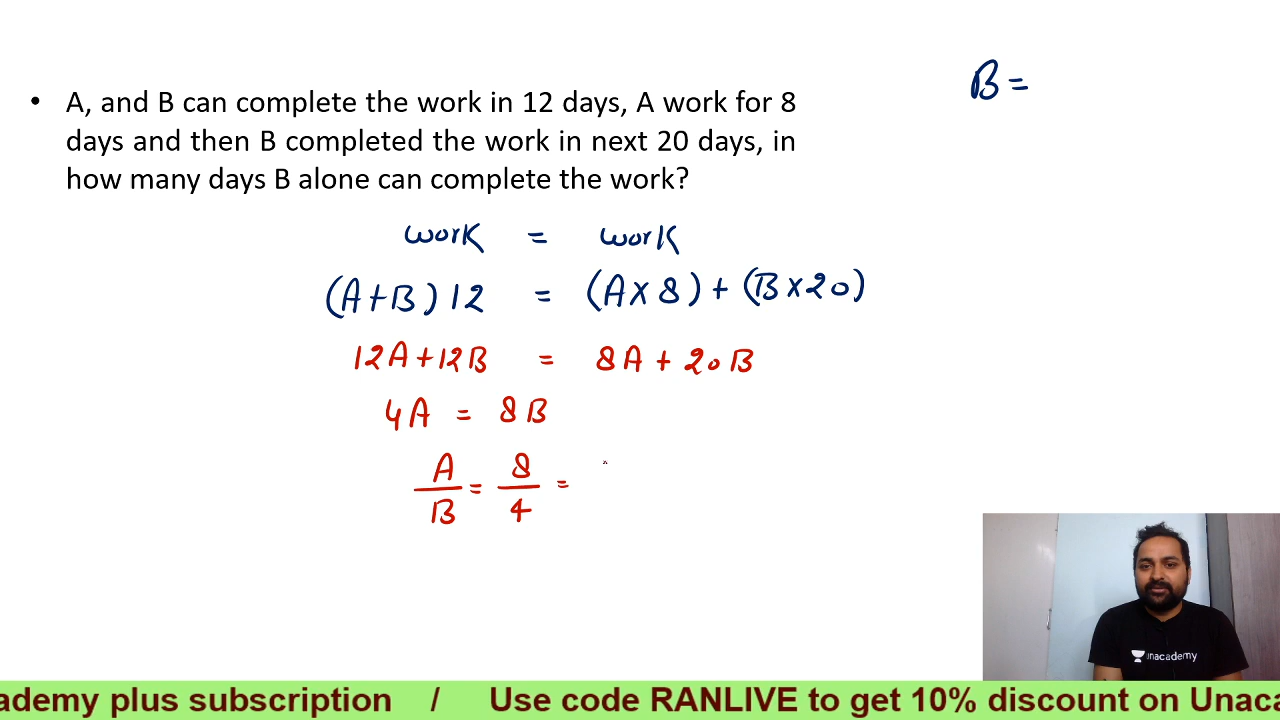 B =
• A, and B can complete the work in 12 days, A work for 8
days and then B completed the work in next 20 days, in
how many days B alone can complete the work?
work = work
(A+B)12 = (A×8)+(B×20)
12A+12B = 8A+20B
4A = 8B
A/B = 8/4 =
unacademy
ademy plus subscription / Use code RANLIVE to get 10% discount on Unaca